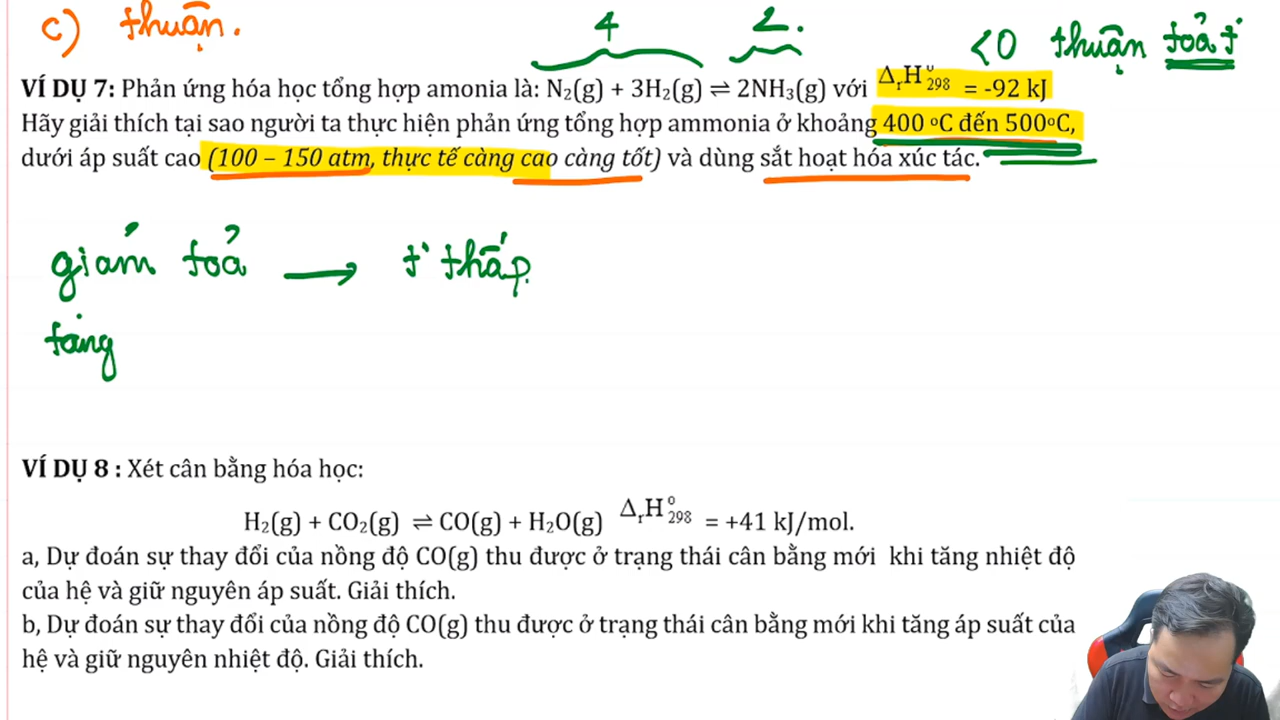 c) thuận.
4 2.
<0 thuận toả t°
VÍ DỤ 7: Phản ứng hóa học tổng hợp amonia là: N₂(g) + 3H₂(g) ⇌ 2NH₃(g) với ΔᵣH⁰₂₉₈ = -92 kJ
Hãy giải thích tại sao người ta thực hiện phản ứng tổng hợp ammonia ở khoảng 400 °C đến 500°C,
dưới áp suất cao (100 – 150 atm, thực tế càng cao càng tốt) và dùng sắt hoạt hóa xúc tác.
giảm toả → t° thấp.
tăng
VÍ DỤ 8 : Xét cân bằng hóa học:
H₂(g) + CO₂(g) ⇌ CO(g) + H₂O(g) ΔᵣH⁰₂₉₈ = +41 kJ/mol.
a, Dự đoán sự thay đổi của nồng độ CO(g) thu được ở trạng thái cân bằng mới khi tăng nhiệt độ
của hệ và giữ nguyên áp suất. Giải thích.
b, Dự đoán sự thay đổi của nồng độ CO(g) thu được ở trạng thái cân bằng mới khi tăng áp suất của
hệ và giữ nguyên nhiệt độ. Giải thích.